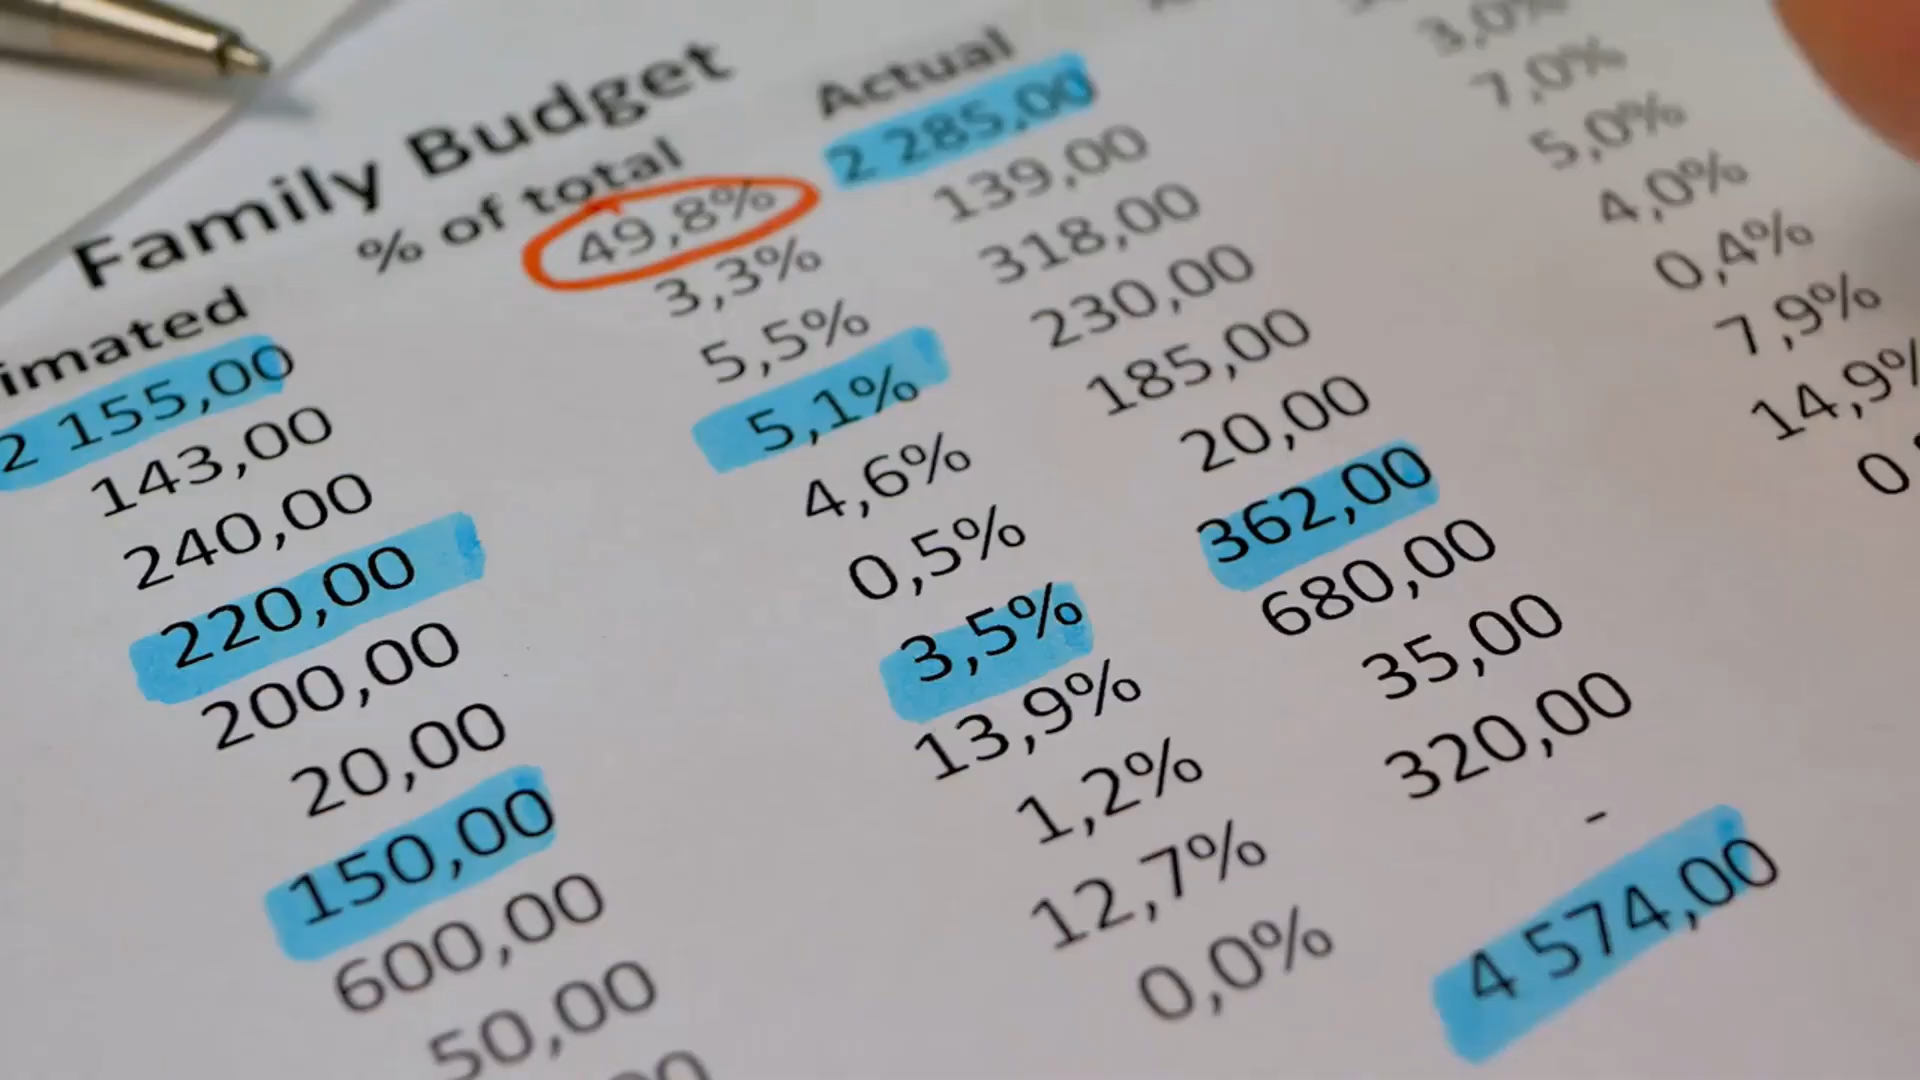 Family Budget
imated % of total Actual
2 155,00 49,8% 2 285,00
143,00 3,3% 139,00 3,0%
240,00 5,5% 318,00 7,0%
220,00 5,1% 230,00 5,0%
200,00 4,6% 185,00 4,0%
20,00 0,5% 20,00 0,4%
150,00 3,5% 362,00 7,9%
600,00 13,9% 680,00 14,9%
50,00 1,2% 35,00
12,7% 320,00
0,0% -
4 574,00